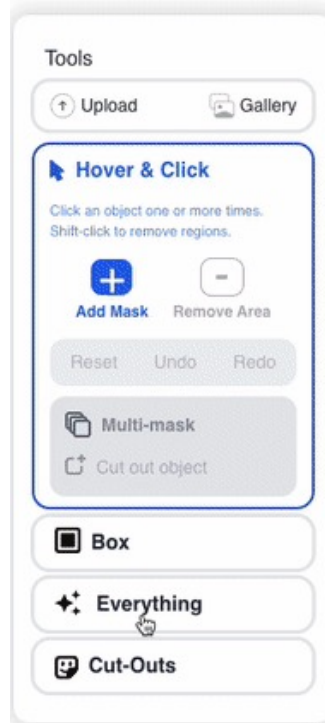 Tools
Upload Gallery
Hover & Click
Click an object one or more times.
Shift-click to remove regions.
Add Mask Remove Area
Reset Undo Redo
Multi-mask
Cut out object
Box
Everything
Cut-Outs